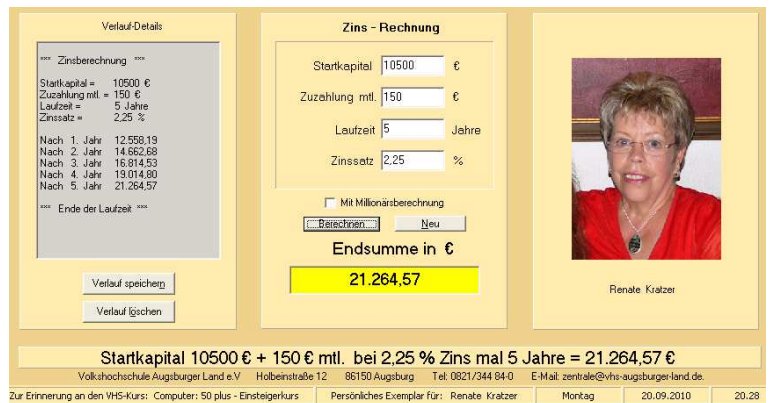 Verlauf-Details
*** Zinsberechnung ***
Startkapital = 10500 €
Zuzahlung mtl. = 150 €
Laufzeit = 5 Jahre
Zinssatz = 2,25 %
Nach 1. Jahr 12.558,19
Nach 2. Jahr 14.662,68
Nach 3. Jahr 16.814,53
Nach 4. Jahr 19.014,80
Nach 5. Jahr 21.264,57
*** Ende der Laufzeit ***
Verlauf speichern
Verlauf löschen
Zins - Rechnung
Startkapital 10500 €
Zuzahlung mtl. 150 €
Laufzeit 5 Jahre
Zinssatz 2,25 %
Mit Millionärsberechnung
Berechnen Neu
Endsumme in €
21.264,57
Renate Kratzer
Startkapital 10500 € + 150 € mtl. bei 2,25 % Zins mal 5 Jahre = 21.264,57 €
Volkshochschule Augsburger Land e.V Holbeinstraße 12 86150 Augsburg Tel: 0821/344 84-0 E-Mail: zentrale@vhs-augsburger-land.de.
Zur Erinnerung an den VHS-Kurs: Computer: 50 plus - Einsteigerkurs Persönliches Exemplar für: Renate Kratzer Montag 20.09.2010 20.28